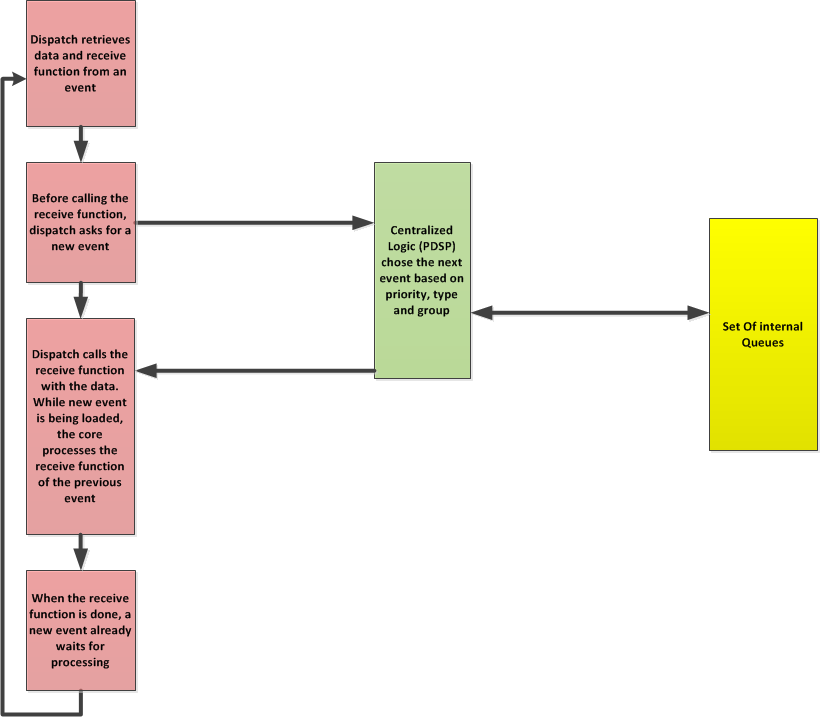 Dispatch retrieves
data and receive
function from an
event
Before calling the
receive function,
dispatch asks for a
new event
Dispatch calls the
receive function
with the data.
While new event
is being loaded,
the core
processes the
receive function
of the previous
event
When the receive
function is done, a
new event already
waits for
processing
Centralized
Logic (PDSP)
chose the next
event based on
priority, type
and group
Set Of internal
Queues